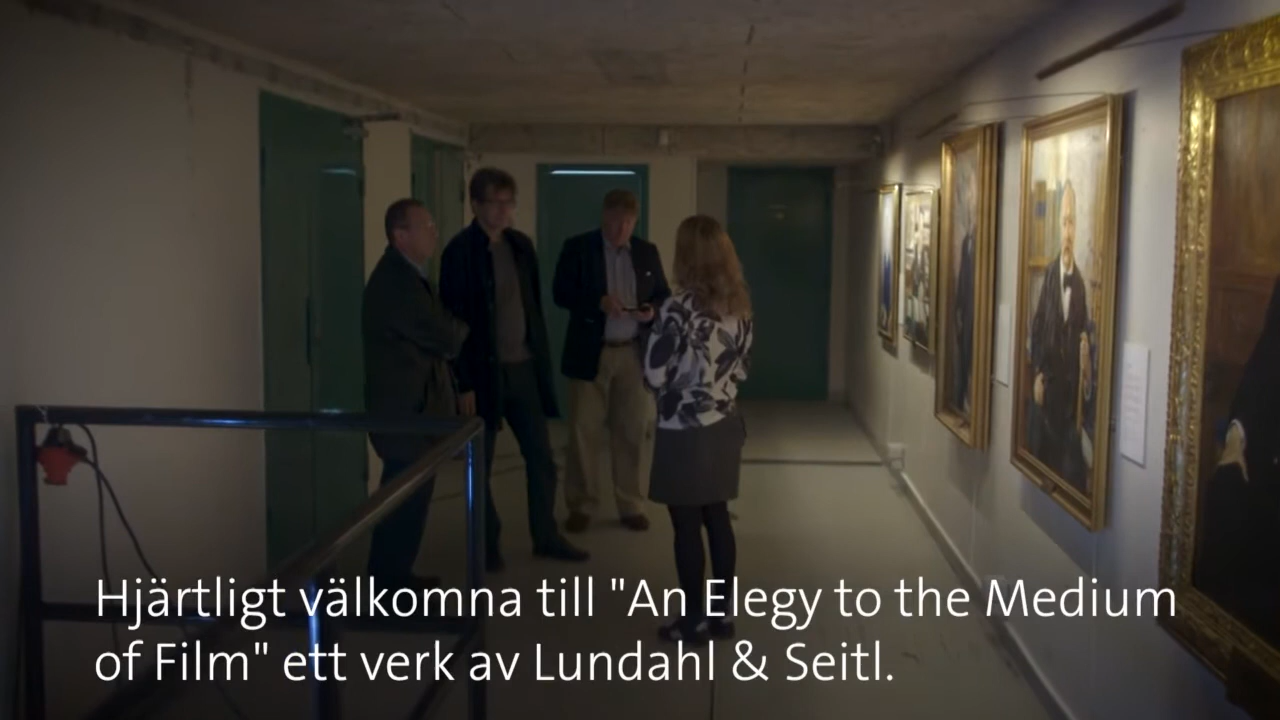 Hjärtligt välkomna till "An Elegy to the Medium
of Film" ett verk av Lundahl & Seitl.